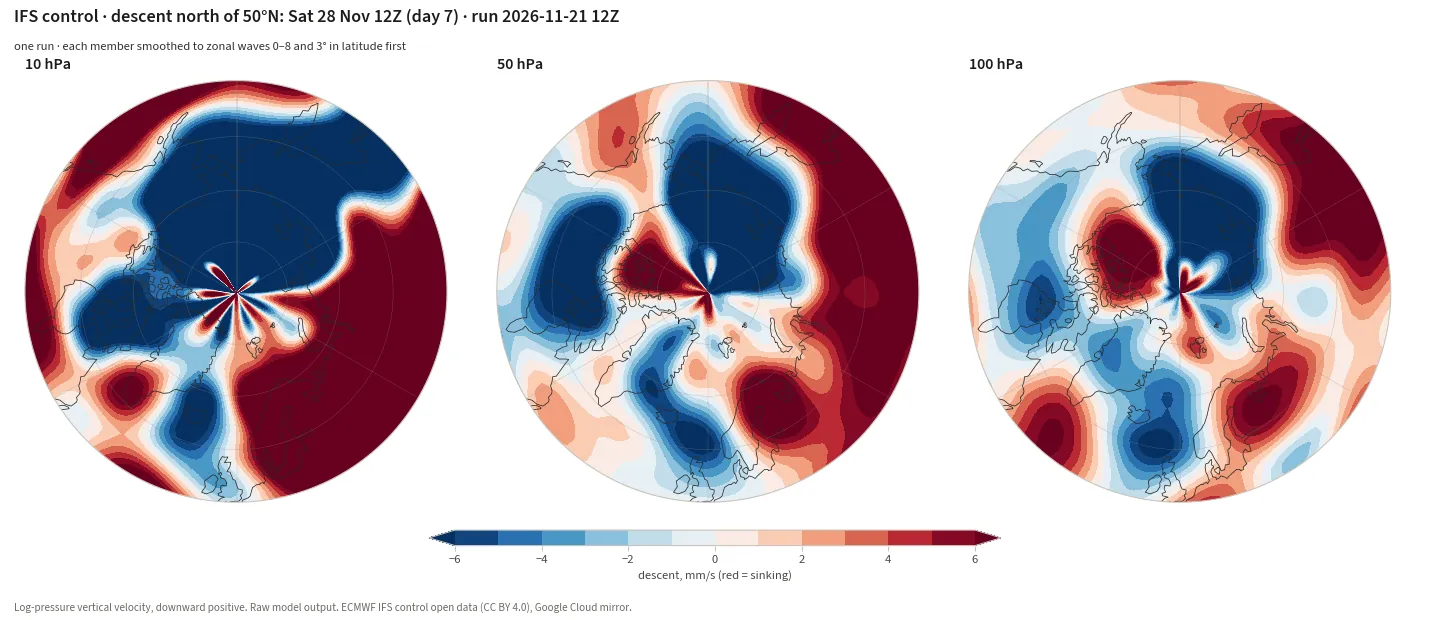 IFS control · descent north of 50°N: Sat 28 Nov 12Z (day 7) · run 2026-11-21 12Z
one run · each member smoothed to zonal waves 0–8 and 3° in latitude first
10 hPa
50 hPa
100 hPa
−6 −4 −2 0 2 4 6
descent, mm/s (red = sinking)
Log-pressure vertical velocity, downward positive. Raw model output. ECMWF IFS control open data (CC BY 4.0), Google Cloud mirror.